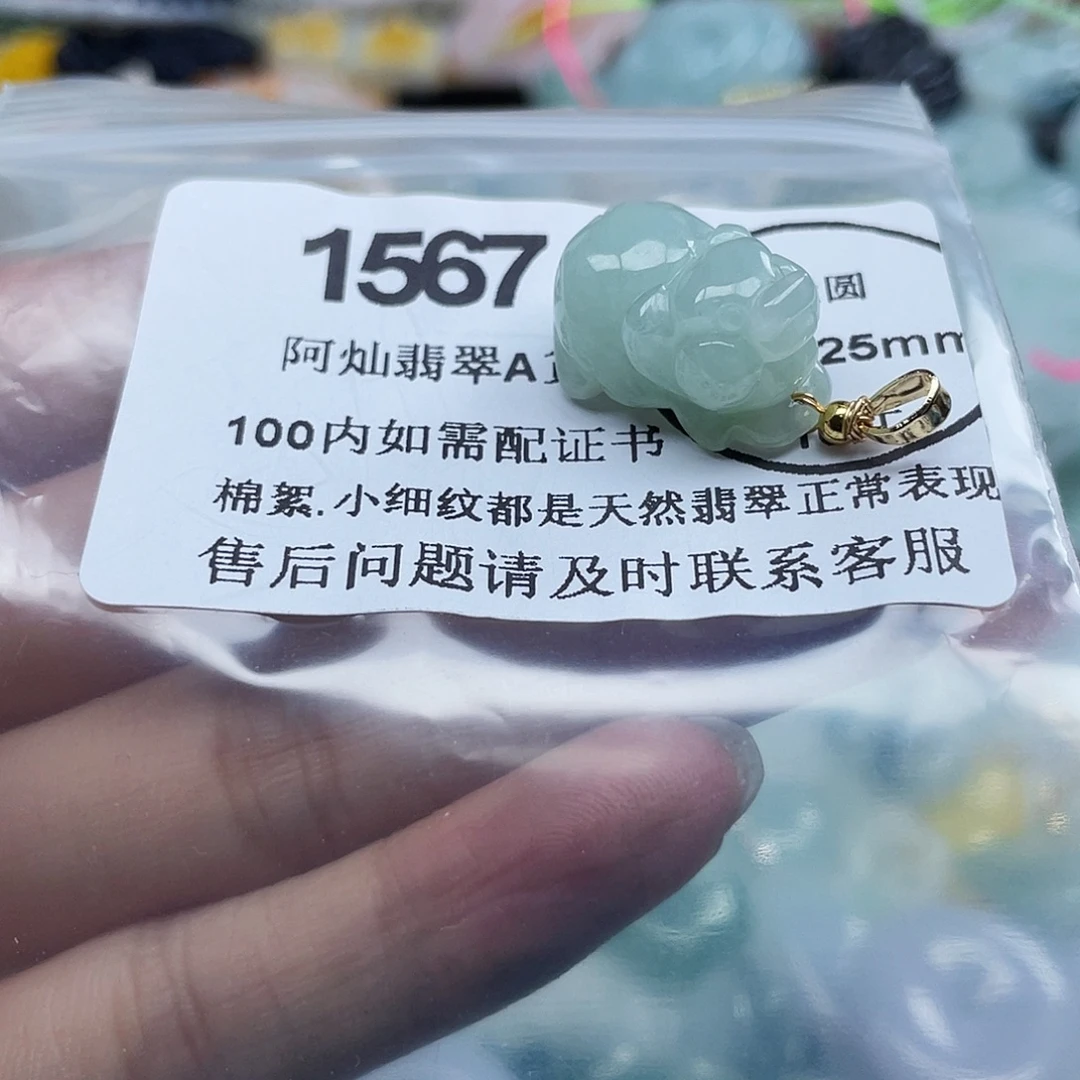 1567
圆
阿灿翡翠A
25mm
100内如需配证书
棉絮.小细纹都是天然翡翠正常表现
售后问题请及时联系客服